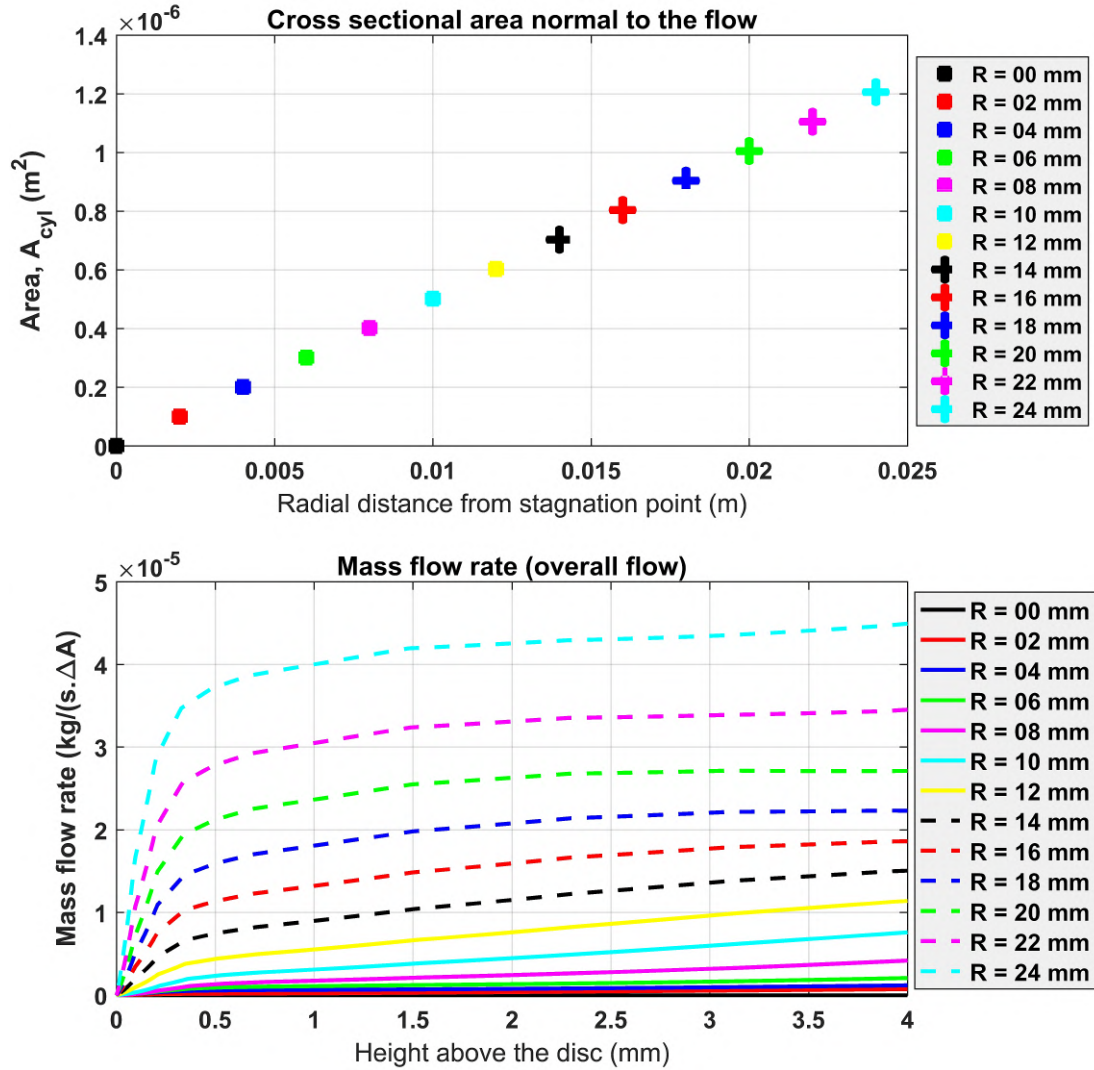 ×10⁻⁶
Cross sectional area normal to the flow
Area, A_cyl (m²)
1.4
1.2
1
0.8
0.6
0.4
0.2
0
0
0.005
0.01
0.015
0.02
0.025
Radial distance from stagnation point (m)
R = 00 mm
R = 02 mm
R = 04 mm
R = 06 mm
R = 08 mm
R = 10 mm
R = 12 mm
R = 14 mm
R = 16 mm
R = 18 mm
R = 20 mm
R = 22 mm
R = 24 mm
×10⁻⁵
Mass flow rate (overall flow)
Mass flow rate (kg/(s.ΔA)
5
4
3
2
1
0
0
0.5
1
1.5
2
2.5
3
3.5
4
Height above the disc (mm)
R = 00 mm
R = 02 mm
R = 04 mm
R = 06 mm
R = 08 mm
R = 10 mm
R = 12 mm
R = 14 mm
R = 16 mm
R = 18 mm
R = 20 mm
R = 22 mm
R = 24 mm